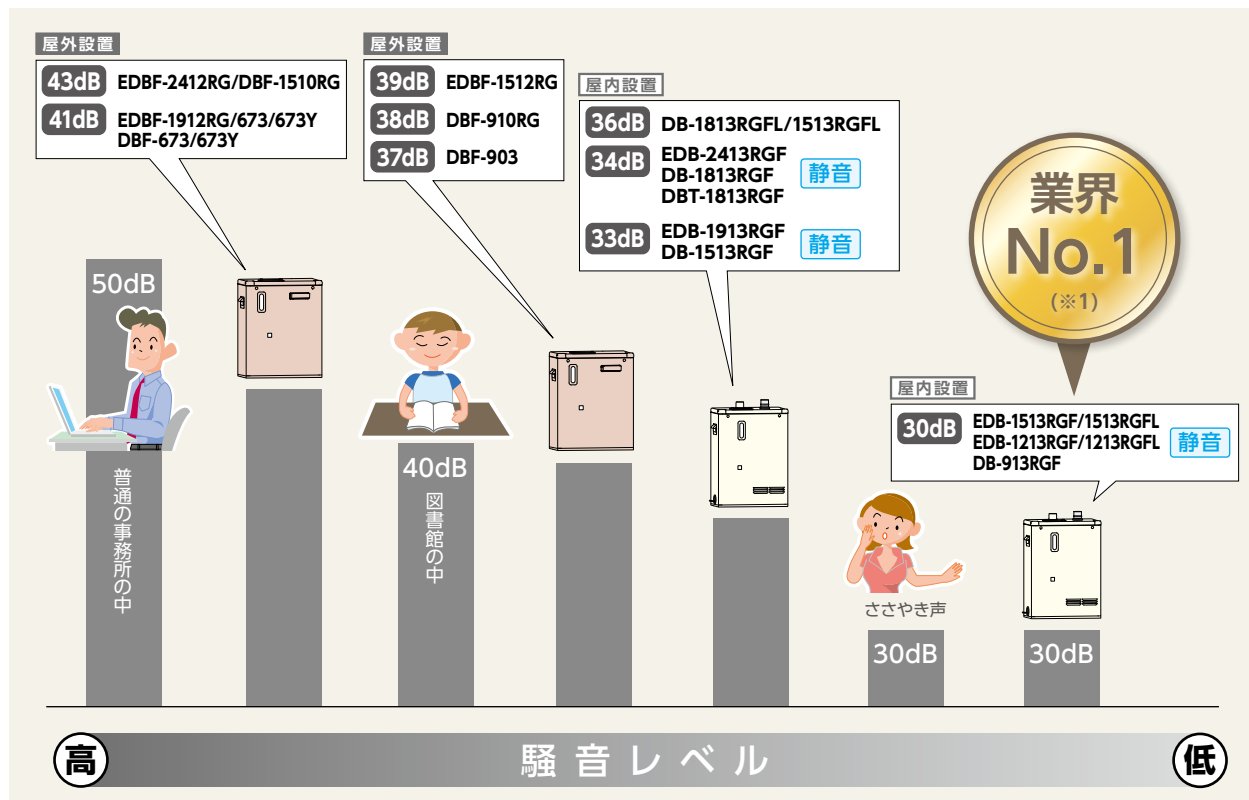 屋外設置
43dB EDBF-2412RG/DBF-1510RG
41dB EDBF-1912RG/673/673Y
DBF-673/673Y
屋外設置
39dB EDBF-1512RG
38dB DBF-910RG
37dB DBF-903
屋内設置
36dB DB-1813RGFL/1513RGFL
34dB EDB-2413RGF
DB-1813RGF
DBT-1813RGF
静音
33dB EDB-1913RGF
DB-1513RGF
静音
業界
No.1
(※1)
屋内設置
30dB EDB-1513RGF/1513RGFL
EDB-1213RGF/1213RGFL
DB-913RGF
静音
50dB
普通の事務所の中
40dB
図書館の中
ささやき声
30dB
30dB
高 騒音レベル 低